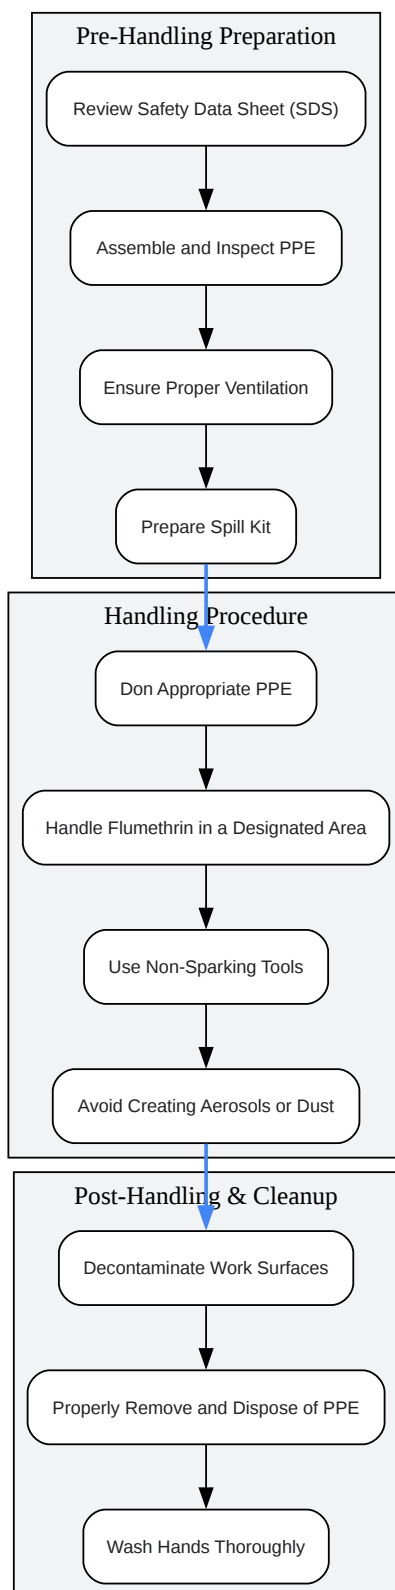 Pre-Handling Preparation
Review Safety Data Sheet (SDS)
Assemble and Inspect PPE
Ensure Proper Ventilation
Prepare Spill Kit
Handling Procedure
Don Appropriate PPE
Handle Flumethrin in a Designated Area
Use Non-Sparking Tools
Avoid Creating Aerosols or Dust
Post-Handling & Cleanup
Decontaminate Work Surfaces
Properly Remove and Dispose of PPE
Wash Hands Thoroughly